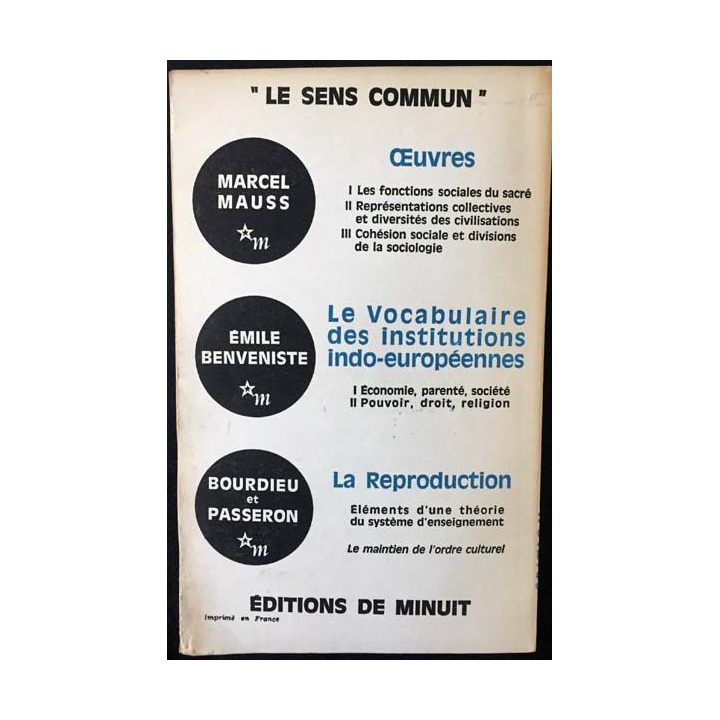 " LE SENS COMMUN "
MARCEL
MAUSS
m
Œuvres
I Les fonctions sociales du sacré
II Représentations collectives
et diversités des civilisations
III Cohésion sociale et divisions
de la sociologie
ÉMILE
BENVENISTE
m
Le Vocabulaire
des institutions
indo-européennes
I Économie, parenté, société
II Pouvoir, droit, religion
BOURDIEU
et
PASSERON
m
La Reproduction
Eléments d'une théorie
du système d'enseignement
Le maintien de l'ordre culturel
ÉDITIONS DE MINUIT
Imprimé en France